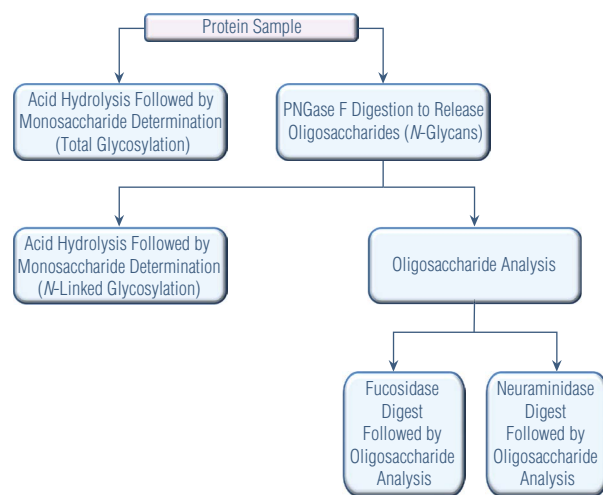 Protein Sample
Acid Hydrolysis Followed by
Monosaccharide Determination
(Total Glycosylation)
PNGase F Digestion to Release
Oligosaccharides (N-Glycans)
Acid Hydrolysis Followed by
Monosaccharide Determination
(N-Linked Glycosylation)
Oligosaccharide Analysis
Fucosidase
Digest
Followed by
Oligosaccharide
Analysis
Neuraminidase
Digest
Followed by
Oligosaccharide
Analysis